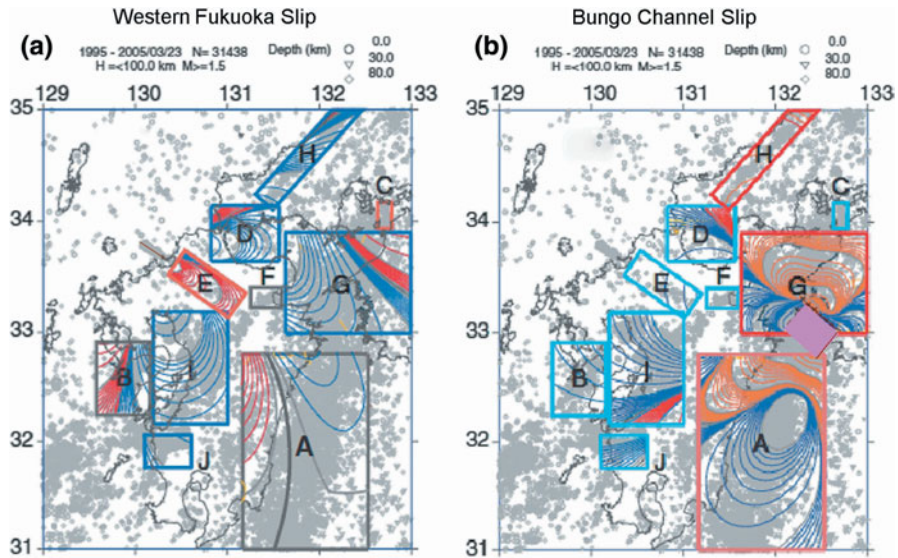 Western Fukuoka Slip
Bungo Channel Slip
(a)
1995 - 2005/03/23 N= 31438 Depth (km) 0.0
H =<100.0 km M>=1.5 30.0
80.0
129 130 131 132 133
35
34
33
32
31
H
C
D
E
F
G
B
I
A
J
(b)
1995 - 2005/03/23 N= 31438 Depth (km) 0.0
H =<100.0 km M>=1.5 30.0
80.0
129 130 131 132 133
35
34
33
32
31
H
C
D
E
F
G
B
I
A
J